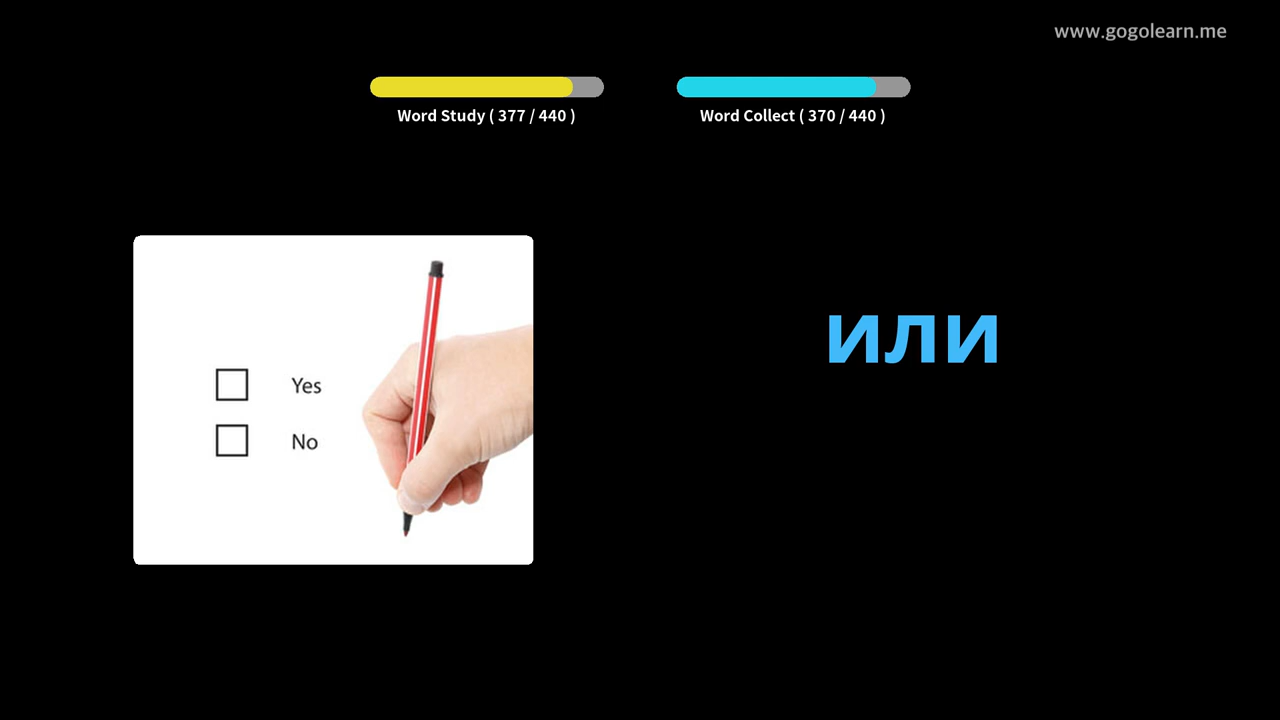 www.gogolearn.me
Word Study ( 377 / 440 )
Word Collect ( 370 / 440 )
или
Yes
No